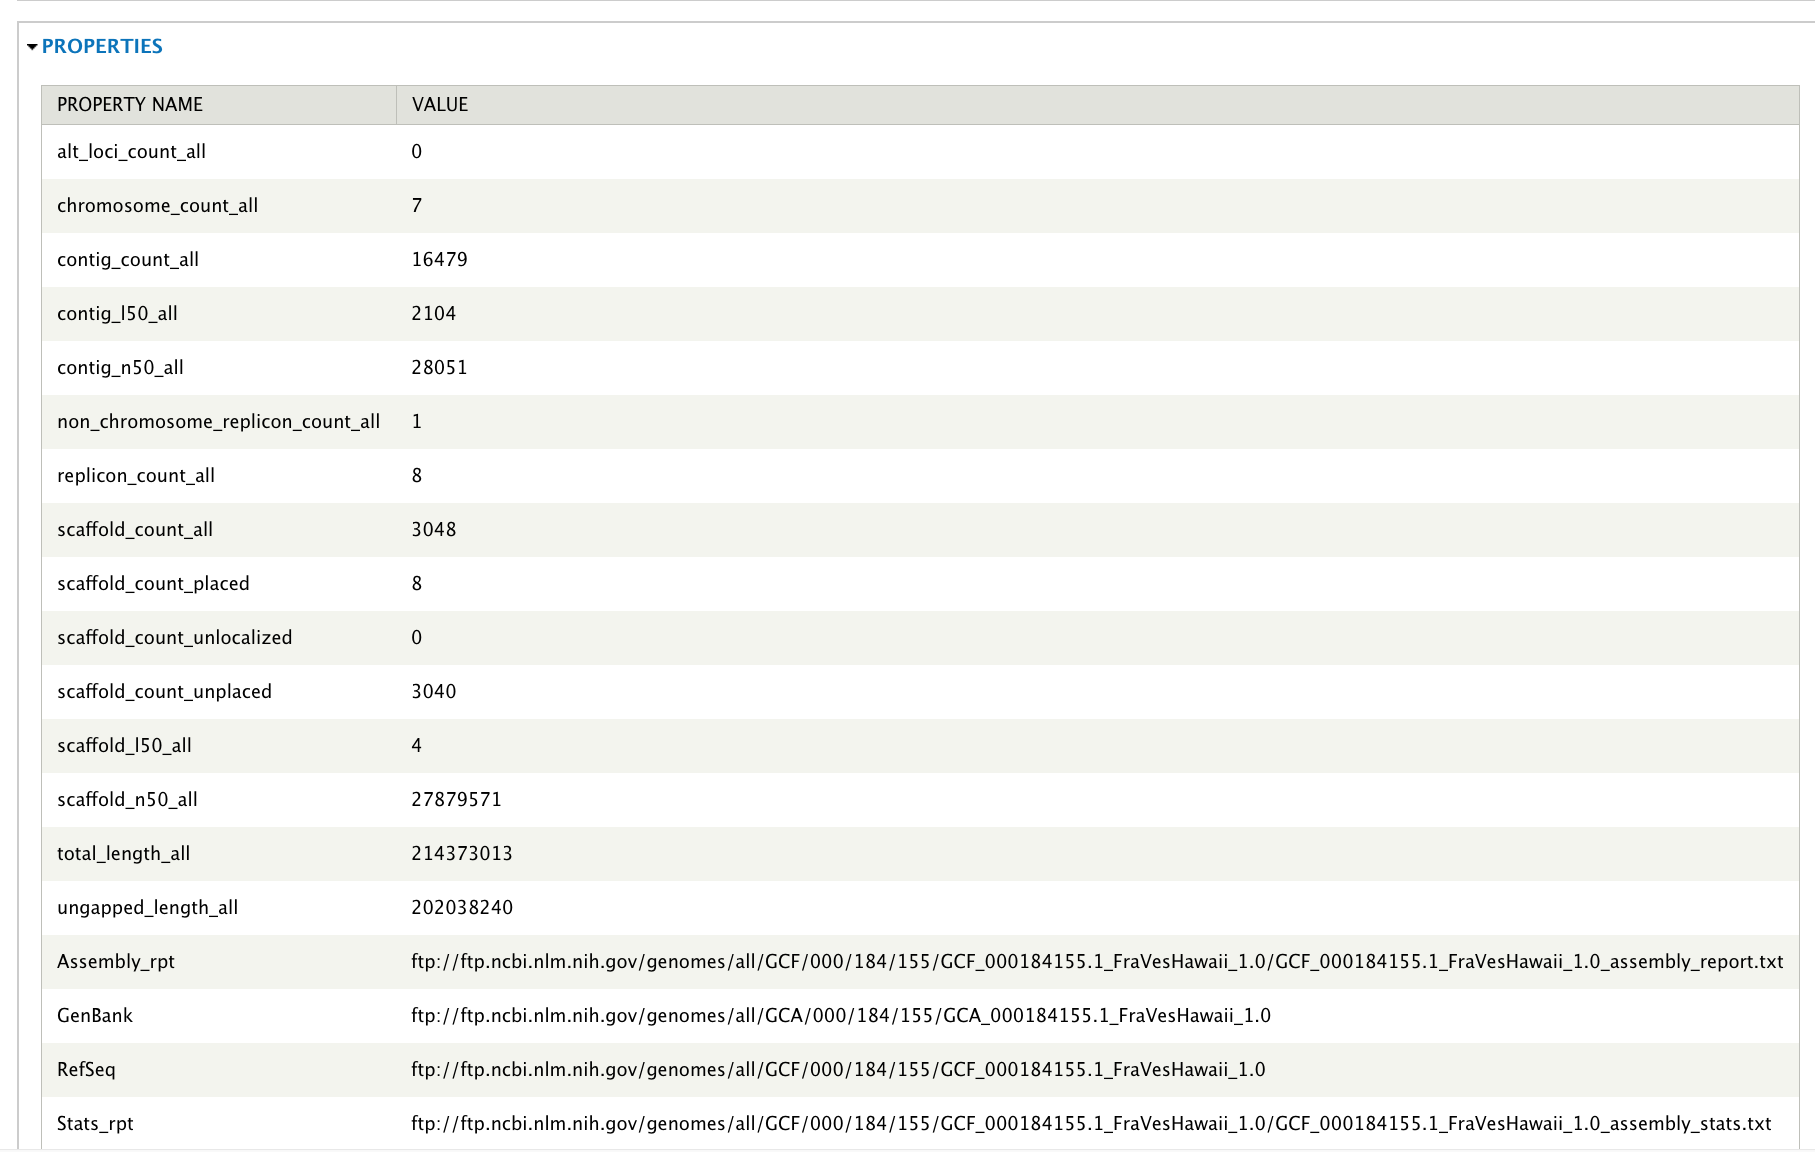 PROPERTIES
PROPERTY NAME VALUE
alt_loci_count_all 0
chromosome_count_all 7
contig_count_all 16479
contig_l50_all 2104
contig_n50_all 28051
non_chromosome_replicon_count_all 1
replicon_count_all 8
scaffold_count_all 3048
scaffold_count_placed 8
scaffold_count_unlocalized 0
scaffold_count_unplaced 3040
scaffold_l50_all 4
scaffold_n50_all 27879571
total_length_all 214373013
ungapped_length_all 202038240
Assembly_rpt ftp://ftp.ncbi.nlm.nih.gov/genomes/all/GCF/000/184/155/GCF_000184155.1_FraVesHawaii_1.0/GCF_000184155.1_FraVesHawaii_1.0_assembly_report.txt
GenBank ftp://ftp.ncbi.nlm.nih.gov/genomes/all/GCA/000/184/155/GCA_000184155.1_FraVesHawaii_1.0
RefSeq ftp://ftp.ncbi.nlm.nih.gov/genomes/all/GCF/000/184/155/GCF_000184155.1_FraVesHawaii_1.0
Stats_rpt ftp://ftp.ncbi.nlm.nih.gov/genomes/all/GCF/000/184/155/GCF_000184155.1_FraVesHawaii_1.0/GCF_000184155.1_FraVesHawaii_1.0_assembly_stats.txt